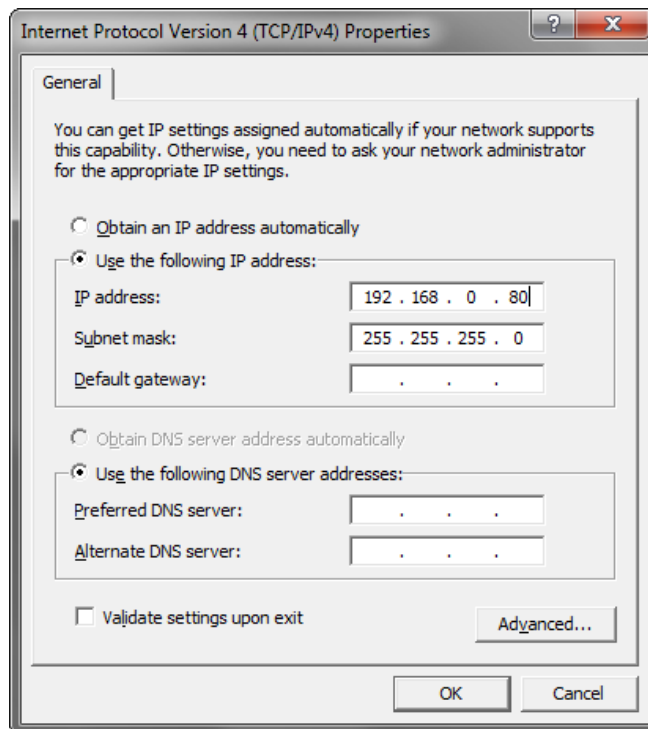 Internet Protocol Version 4 (TCP/IPv4) Properties
?
General
You can get IP settings assigned automatically if your network supports
this capability. Otherwise, you need to ask your network administrator
for the appropriate IP settings.
Obtain an IP address automatically
Use the following IP address:
IP address: 192 . 168 . 0 . 80
Subnet mask: 255 . 255 . 255 . 0
Default gateway: . . .
Obtain DNS server address automatically
Use the following DNS server addresses:
Preferred DNS server: . . .
Alternate DNS server: . . .
Validate settings upon exit
Advanced...
OK Cancel